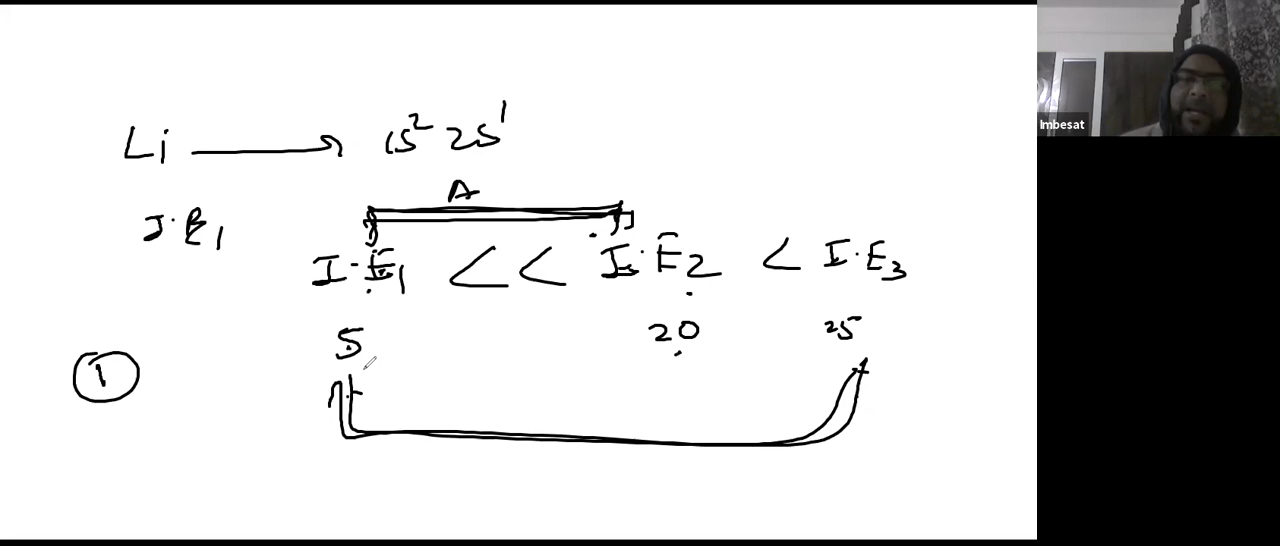 Li → 1s² 2s¹
Imbesat
A
I.E₁
I.E₁ << I.E₂ < I.E₃
5 20 25
1